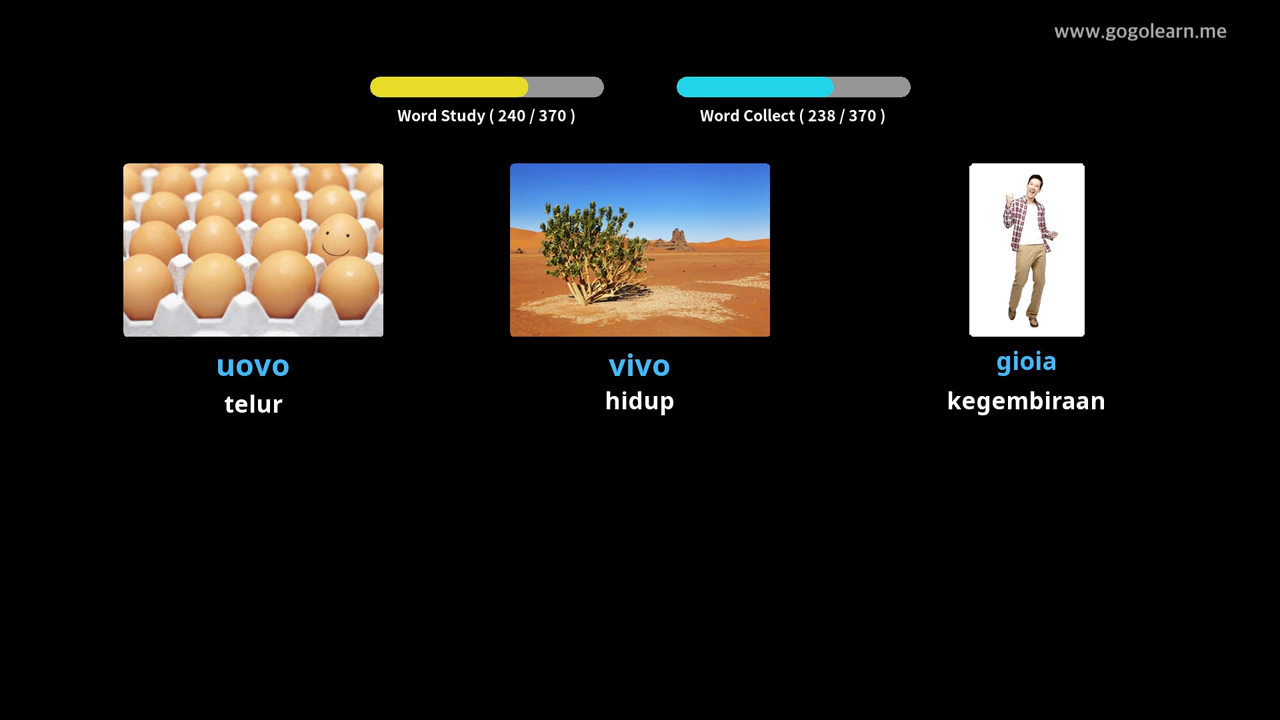 www.gogolearn.me
Word Study ( 240 / 370 )
Word Collect ( 238 / 370 )
uovo
telur
vivo
hidup
gioia
kegembiraan